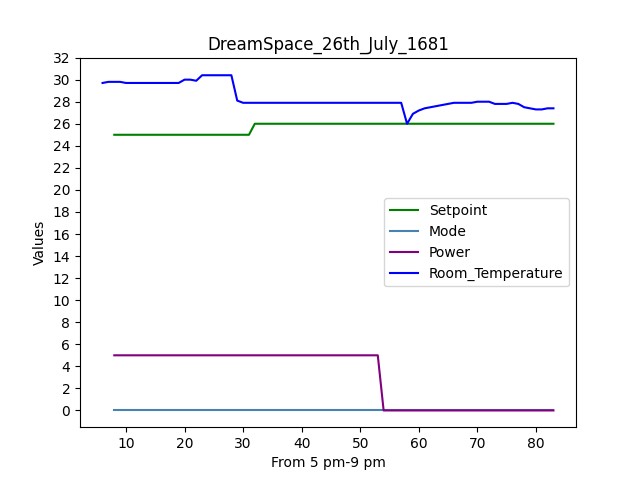 DreamSpace_26th_July_1681
32
30
28
26
24
22
20
18
16
14
12
10
8
6
4
2
0
Values
Setpoint
Mode
Power
Room_Temperature
10 20 30 40 50 60 70 80
From 5 pm-9 pm